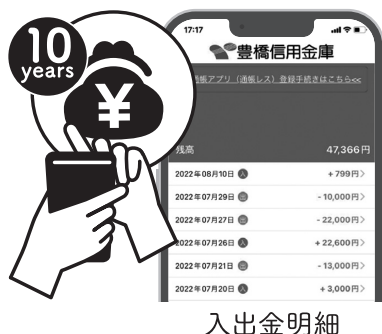 10
years
¥
17:17
豊橋信用金庫
通帳アプリ（通帳レス）登録手続きはこちら<<
残高 47,366円
2022年08月10日 入 +799円>
2022年07月29日 出 -10,000円>
2022年07月27日 出 -22,000円>
2022年07月26日 入 +22,600円>
2022年07月21日 出 -13,000円>
2022年07月20日 入 +3,000円>
入出金明細